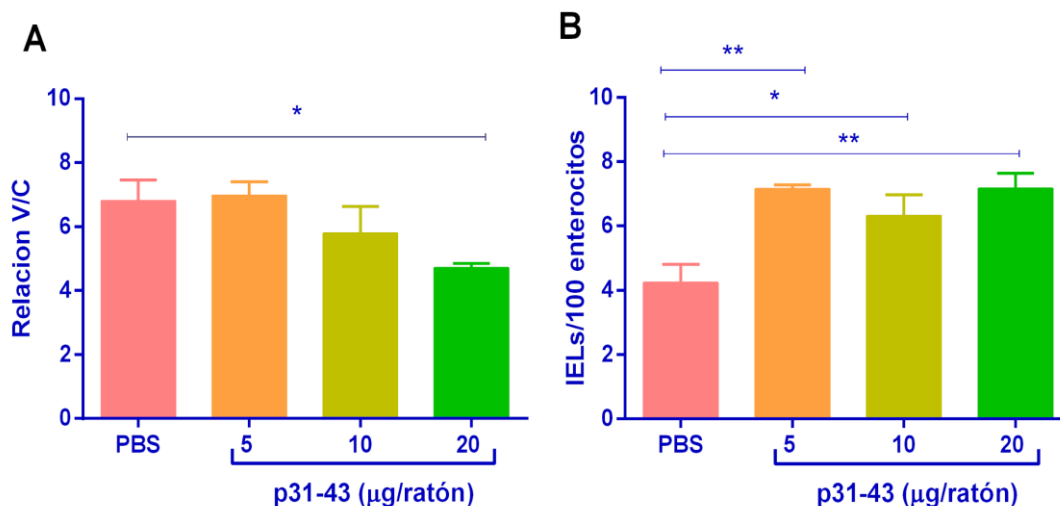 A
Relacion V/C
10
8
6
4
2
0
*
PBS
5
10
20
p31-43 (µg/ratón)
B
IELs/100 enterocitos
10
8
6
4
2
0
**
*
**
PBS
5
10
20
p31-43 (µg/ratón)